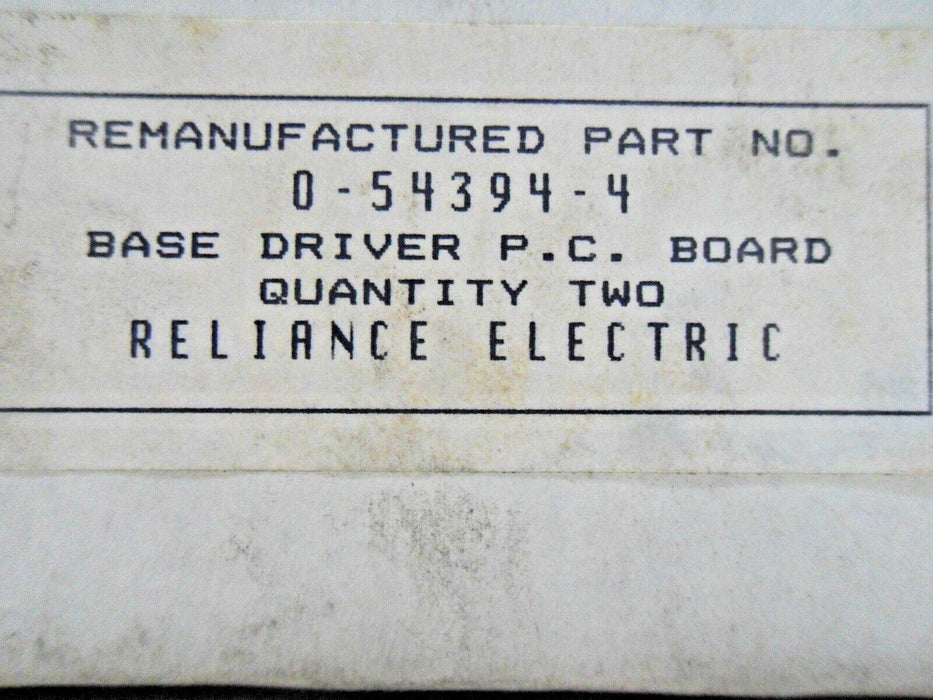 REMANUFACTURED PART NO.
0-54394-4
BASE DRIVER P.C. BOARD
QUANTITY TWO
RELIANCE ELECTRIC